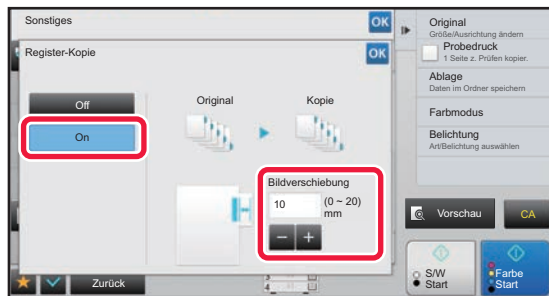 Sonstiges
OK
Register-Kopie
OK
Off
On
Original
Kopie
Bildverschiebung
10
(0 ~ 20)
mm
Zurück
Original
Größe/Ausrichtung ändern
Probedruck
1 Seite z. Prüfen kopier.
Ablage
Daten im Ordner speichern
Farbmodus
Belichtung
Art/Belichtung auswählen
Vorschau
CA
S/W
Start
Farbe
Start